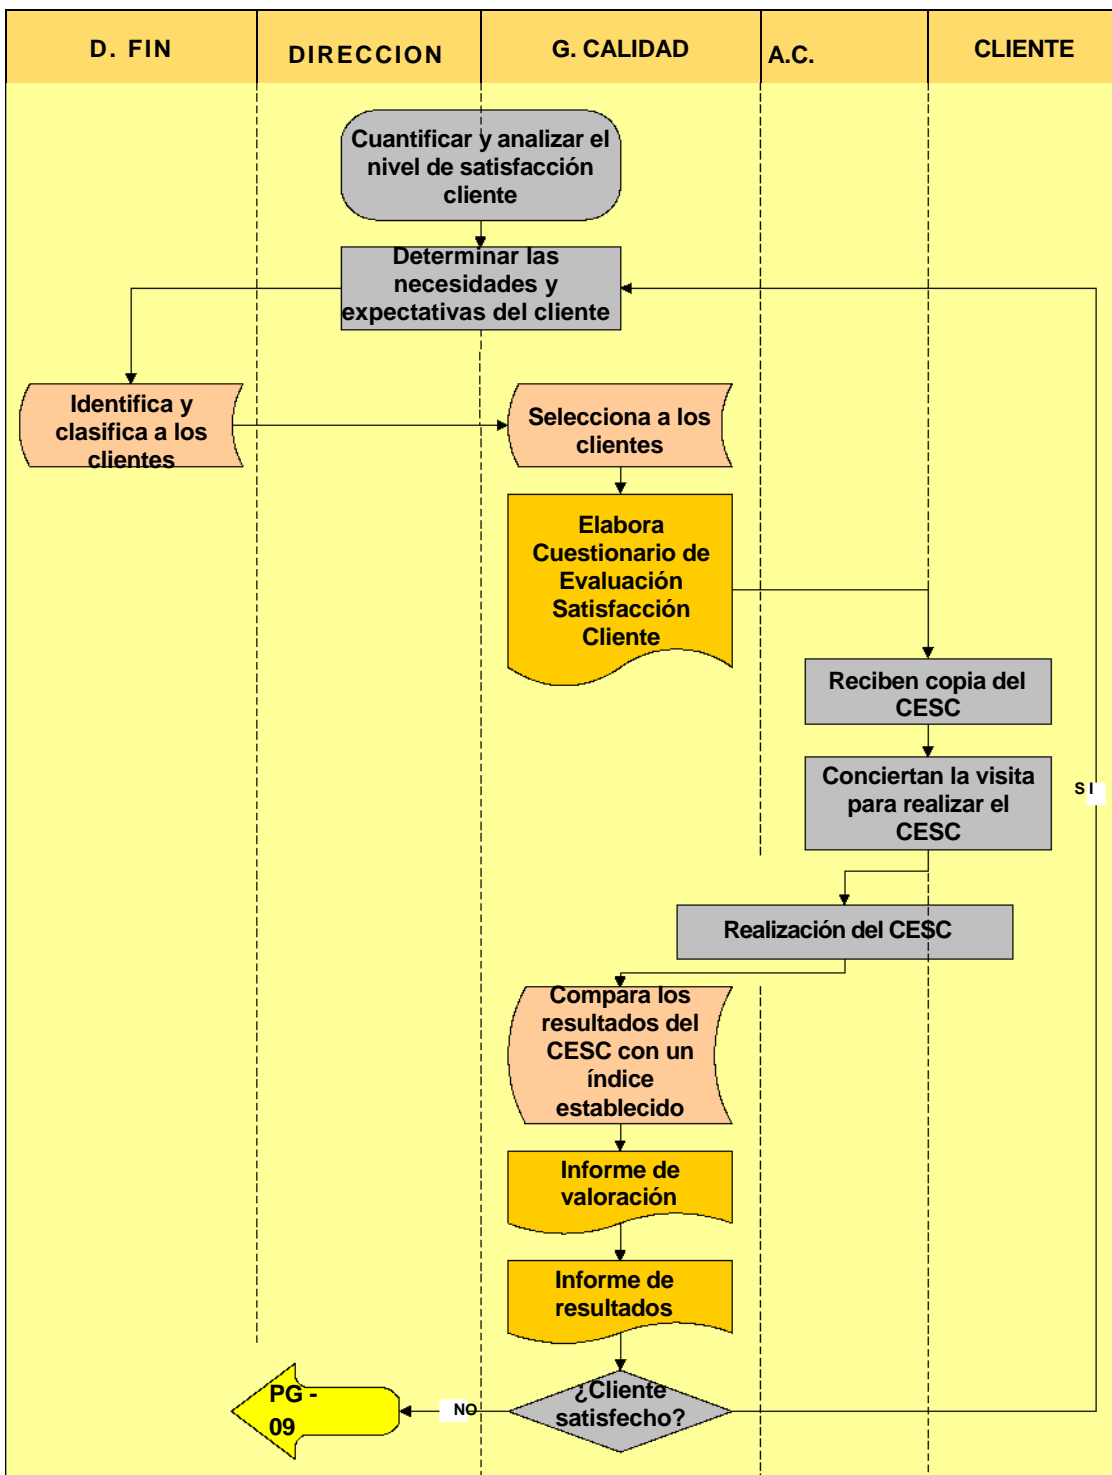 D. FIN
DIRECCION
G. CALIDAD
A.C.
CLIENTE
Cuantificar y analizar el
nivel de satisfacción
cliente
Determinar las
necesidades y
expectativas del cliente
Identifica y
clasifica a los
clientes
Selecciona a los
clientes
Elabora
Cuestionario de
Evaluación
Satisfacción
Cliente
Reciben copia del
CESC
Conciertan la visita
para realizar el
CESC
SI
Realización del CESC
Compara los
resultados del
CESC con un
índice
establecido
Informe de
valoración
Informe de
resultados
¿Cliente
satisfecho?
NO
PG -
09